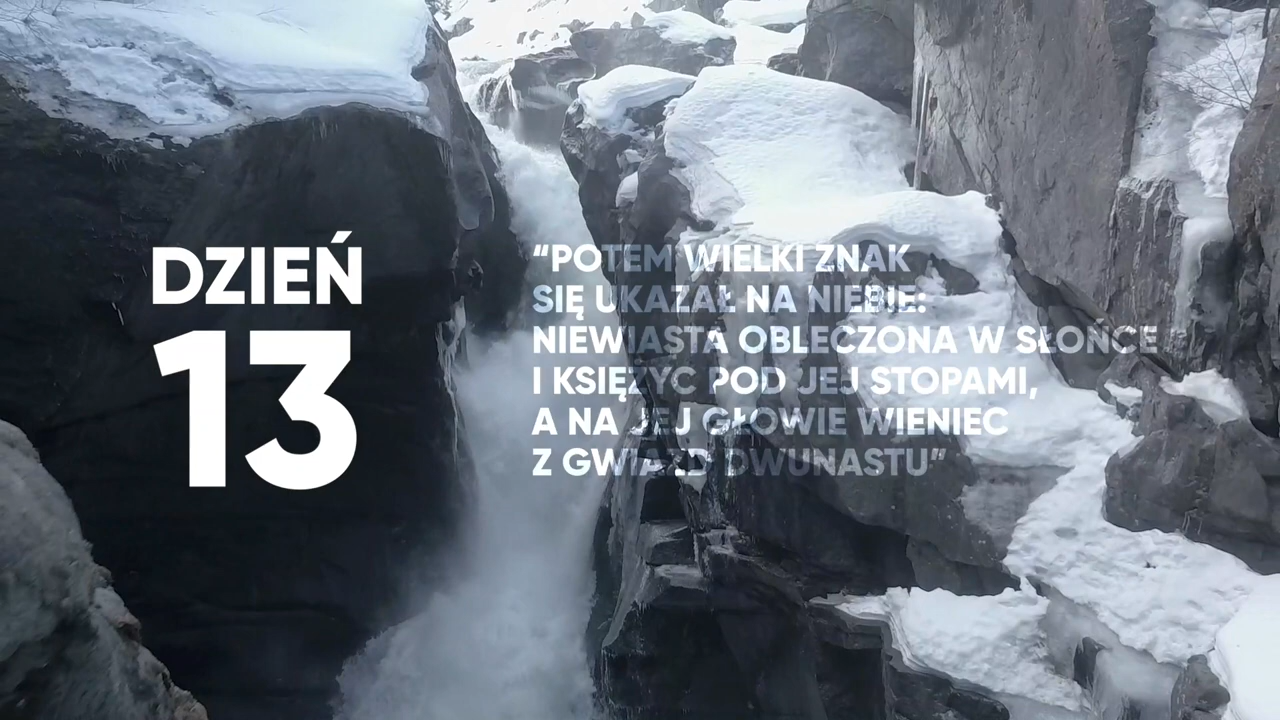 DZIEŃ
13
“POTEM WIELKI ZNAK
SIĘ UKAZAŁ NA NIEBIE:
NIEWIASTA OBLECZONA W SŁOŃCE
I KSIĘŻYC POD JEJ STOPAMI,
A NA JEJ GŁOWIE WIENIEC
Z GWIAZD DWUNASTU”